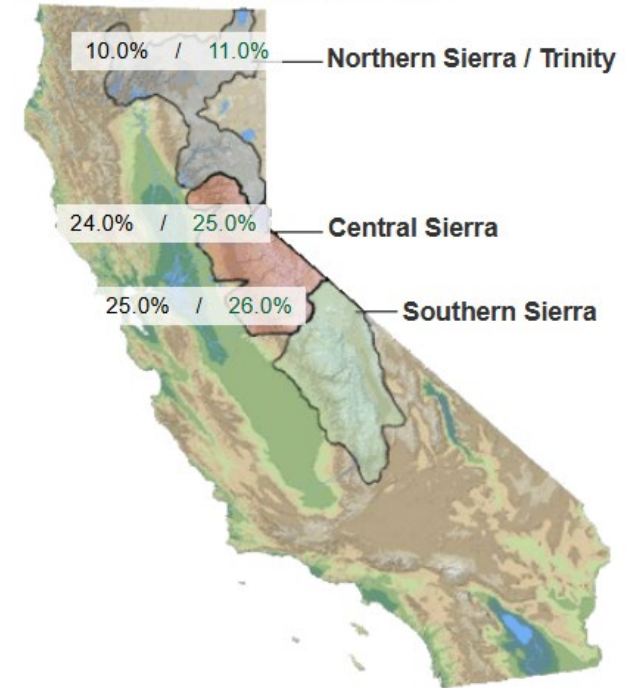 10.0% / 11.0% Northern Sierra / Trinity
24.0% / 25.0% Central Sierra
25.0% / 26.0% Southern Sierra